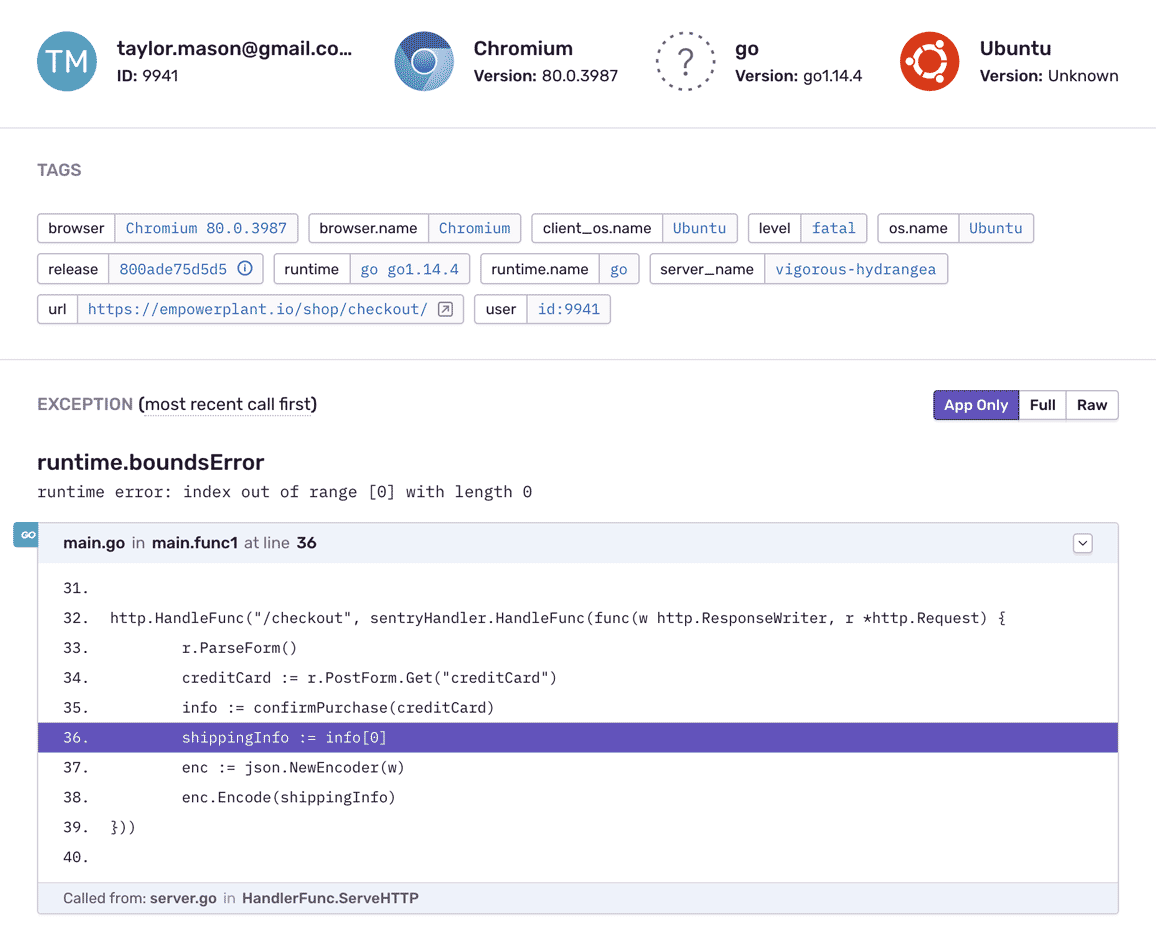 TM taylor.mason@gmail.co... Chromium ? go Ubuntu
ID: 9941 Version: 80.0.3987 Version: go1.14.4 Version: Unknown
TAGS
browser Chromium 80.0.3987 browser.name Chromium client_os.name Ubuntu level fatal os.name Ubuntu
release 800ade75d5d5 runtime go go1.14.4 runtime.name go server_name vigorous-hydrangea
url https://empowerplant.io/shop/checkout/ user id:9941
EXCEPTION (most recent call first) App Only Full Raw
runtime.boundsError
runtime error: index out of range [0] with length 0
GO main.go in main.func1 at line 36
31.
32. http.HandleFunc("/checkout", sentryHandler.HandleFunc(func(w http.ResponseWriter, r *http.Request) {
33. r.ParseForm()
34. creditCard := r.PostForm.Get("creditCard")
35. info := confirmPurchase(creditCard)
36. shippingInfo := info[0]
37. enc := json.NewEncoder(w)
38. enc.Encode(shippingInfo)
39. }))
40.
Called from: server.go in HandlerFunc.ServeHTTP